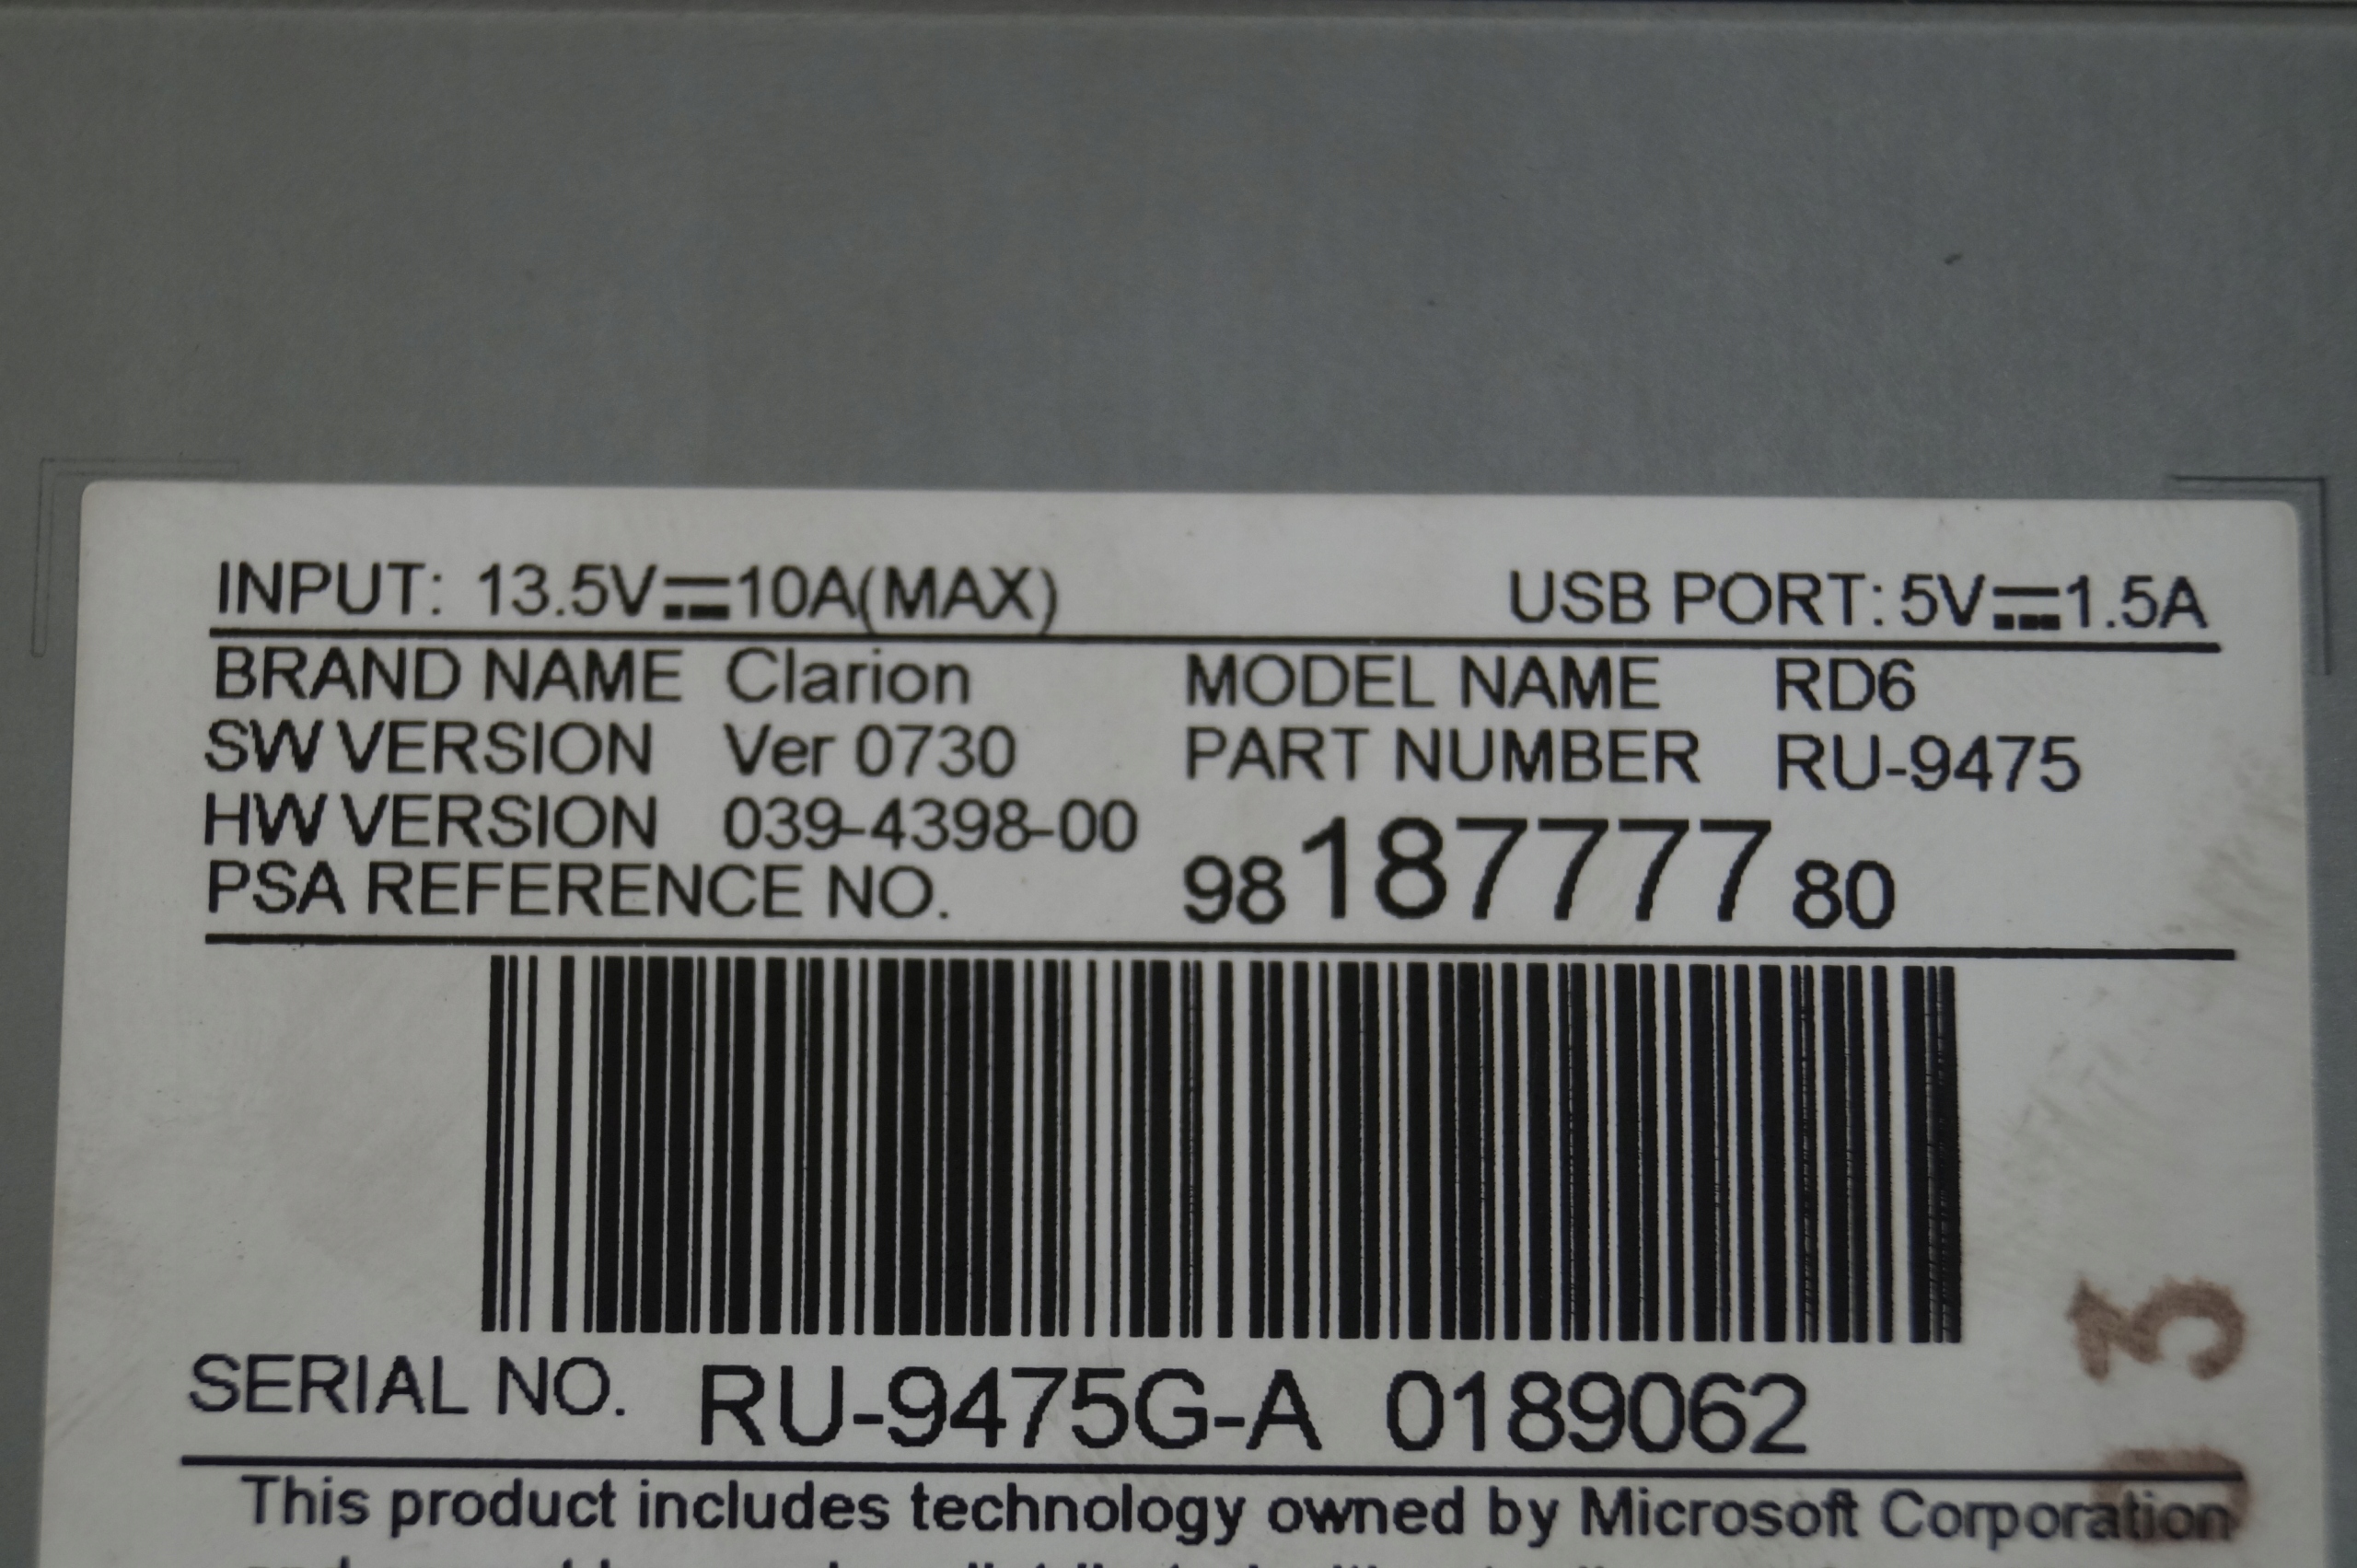 INPUT: 13.5V⎓10A(MAX) USB PORT: 5V⎓1.5A
BRAND NAME Clarion MODEL NAME RD6
SW VERSION Ver 0730 PART NUMBER RU-9475
HW VERSION 039-4398-00
PSA REFERENCE NO. 98 187777 80
SERIAL NO. RU-9475G-A 0189062
3
This product includes technology owned by Microsoft Corporation